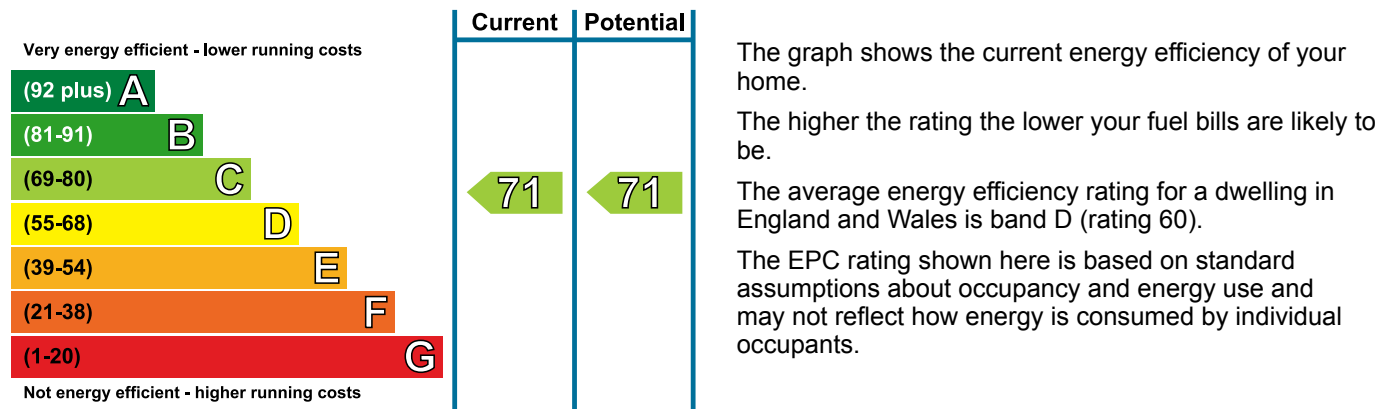 Current Potential
Very energy efficient - lower running costs
(92 plus) A
(81-91) B
(69-80) C
71 71
(55-68) D
(39-54) E
(21-38) F
(1-20) G
Not energy efficient - higher running costs
The graph shows the current energy efficiency of your
home.
The higher the rating the lower your fuel bills are likely to
be.
The average energy efficiency rating for a dwelling in
England and Wales is band D (rating 60).
The EPC rating shown here is based on standard
assumptions about occupancy and energy use and
may not reflect how energy is consumed by individual
occupants.